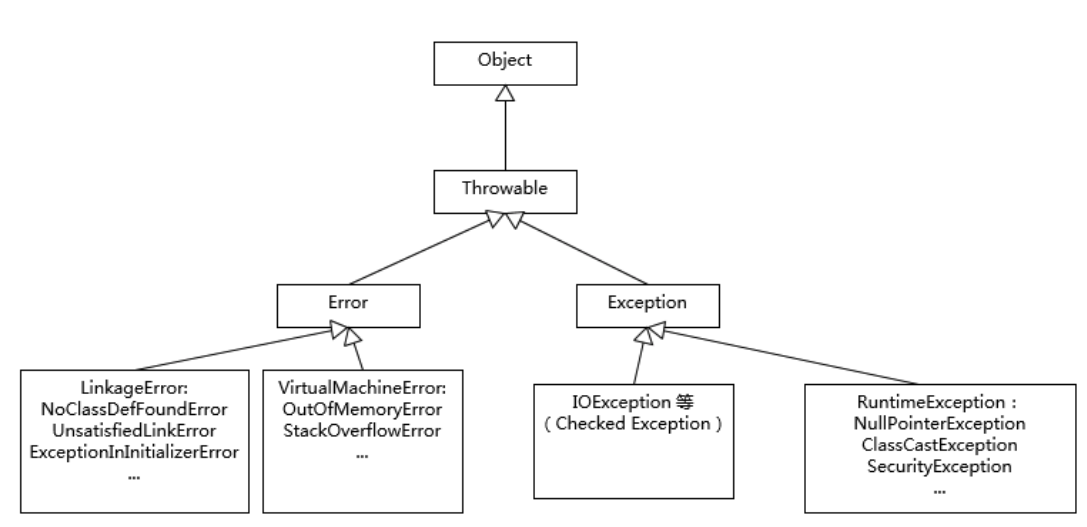 Object
Throwable
Error
Exception
LinkageError:
NoClassDefFoundError
UnsatisfiedLinkError
ExceptionInInitializerError
...
VirtualMachineError:
OutOfMemoryError
StackOverflowError
...
IOException 等
( Checked Exception )
RuntimeException：
NullPointerException
ClassCastException
SecurityException
...